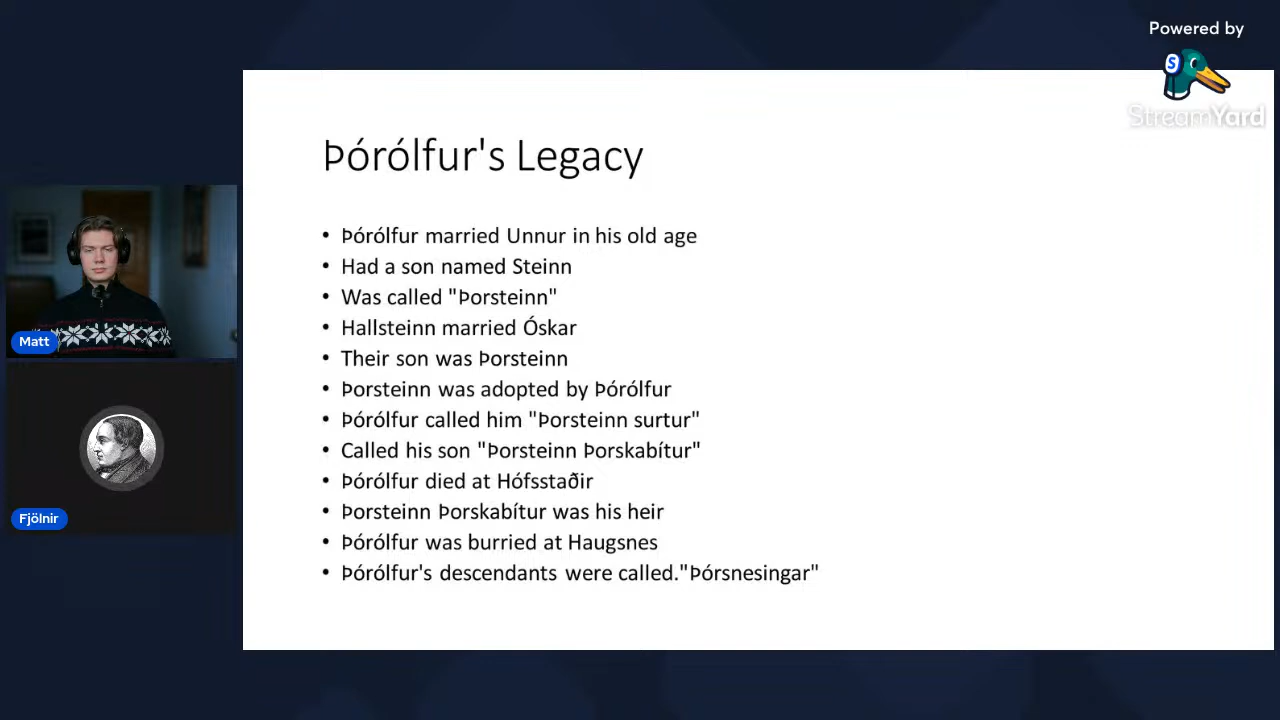 Powered by
StreamYard
Þórólfur's Legacy
• Þórólfur married Unnur in his old age
• Had a son named Steinn
• Was called "Þorsteinn"
• Hallsteinn married Óskar
• Their son was Þorsteinn
• Þorsteinn was adopted by Þórólfur
• Þórólfur called him "Þorsteinn surtur"
• Called his son "Þorsteinn Þorskabítur"
• Þórólfur died at Hófsstaðir
• Þorsteinn Þorskabítur was his heir
• Þórólfur was burried at Haugsnes
• Þórólfur's descendants were called."Þórsnesingar"
Matt
Fjölnir